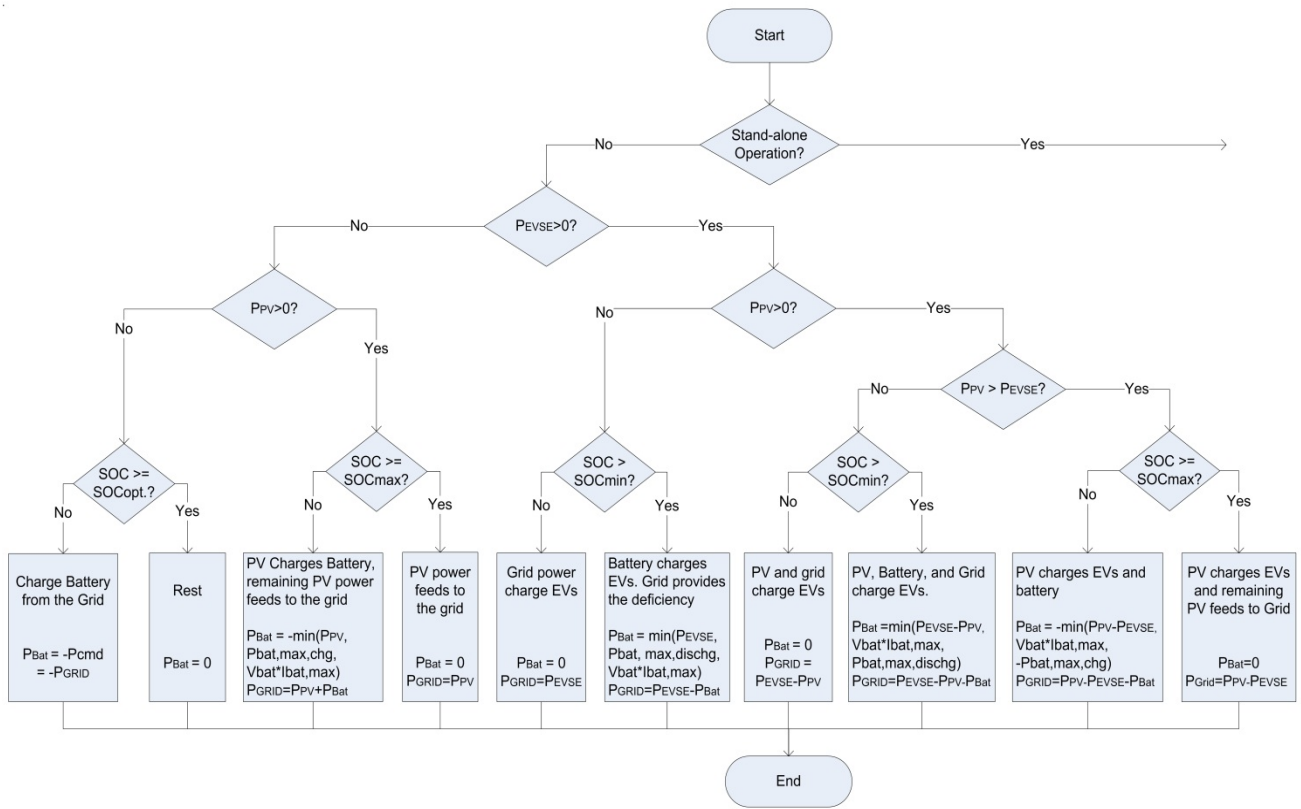 Start
Stand-alone
Operation?
No
Yes
PEVSE>0?
No
Yes
PPV>0?
No
Yes
PPV>0?
No
Yes
PPV > PEVSE?
No
Yes
SOC >=
SOCopt.?
No
Yes
SOC >=
SOCmax?
No
Yes
SOC >
SOCmin?
No
Yes
SOC >
SOCmin?
No
Yes
SOC >=
SOCmax?
No
Yes
Charge Battery
from the Grid
PBat = -Pcmd
= -PGRID
Rest
PBat = 0
PV Charges Battery,
remaining PV power
feeds to the grid
PBat = -min(PPV,
Pbat,max,chg,
Vbat*Ibat,max)
PGRID=PPV+PBat
PV power
feeds to
the grid
PBat = 0
PGRID=PPV
Grid power
charge EVs
PBat = 0
PGRID=PEVSE
Battery charges
EVs. Grid provides
the deficiency
PBat = min(PEVSE,
Pbat, max,dischg,
Vbat*Ibat,max)
PGRID=PEVSE-PBat
PV and grid
charge EVs
PBat = 0
PGRID =
PEVSE-PPV
PV, Battery, and Grid
charge EVs.
PBat =min(PEVSE-PPV,
Vbat*Ibat,max,
Pbat,max,dischg)
PGRID=PEVSE-PPV-PBat
PV charges EVs and
battery
PBat = -min(PPV-PEVSE,
Vbat*Ibat,max,
-Pbat,max,chg)
PGRID=PPV-PEVSE-PBat
PV charges EVs
and remaining
PV feeds to Grid
PBat=0
PGrid=PPV-PEVSE
End